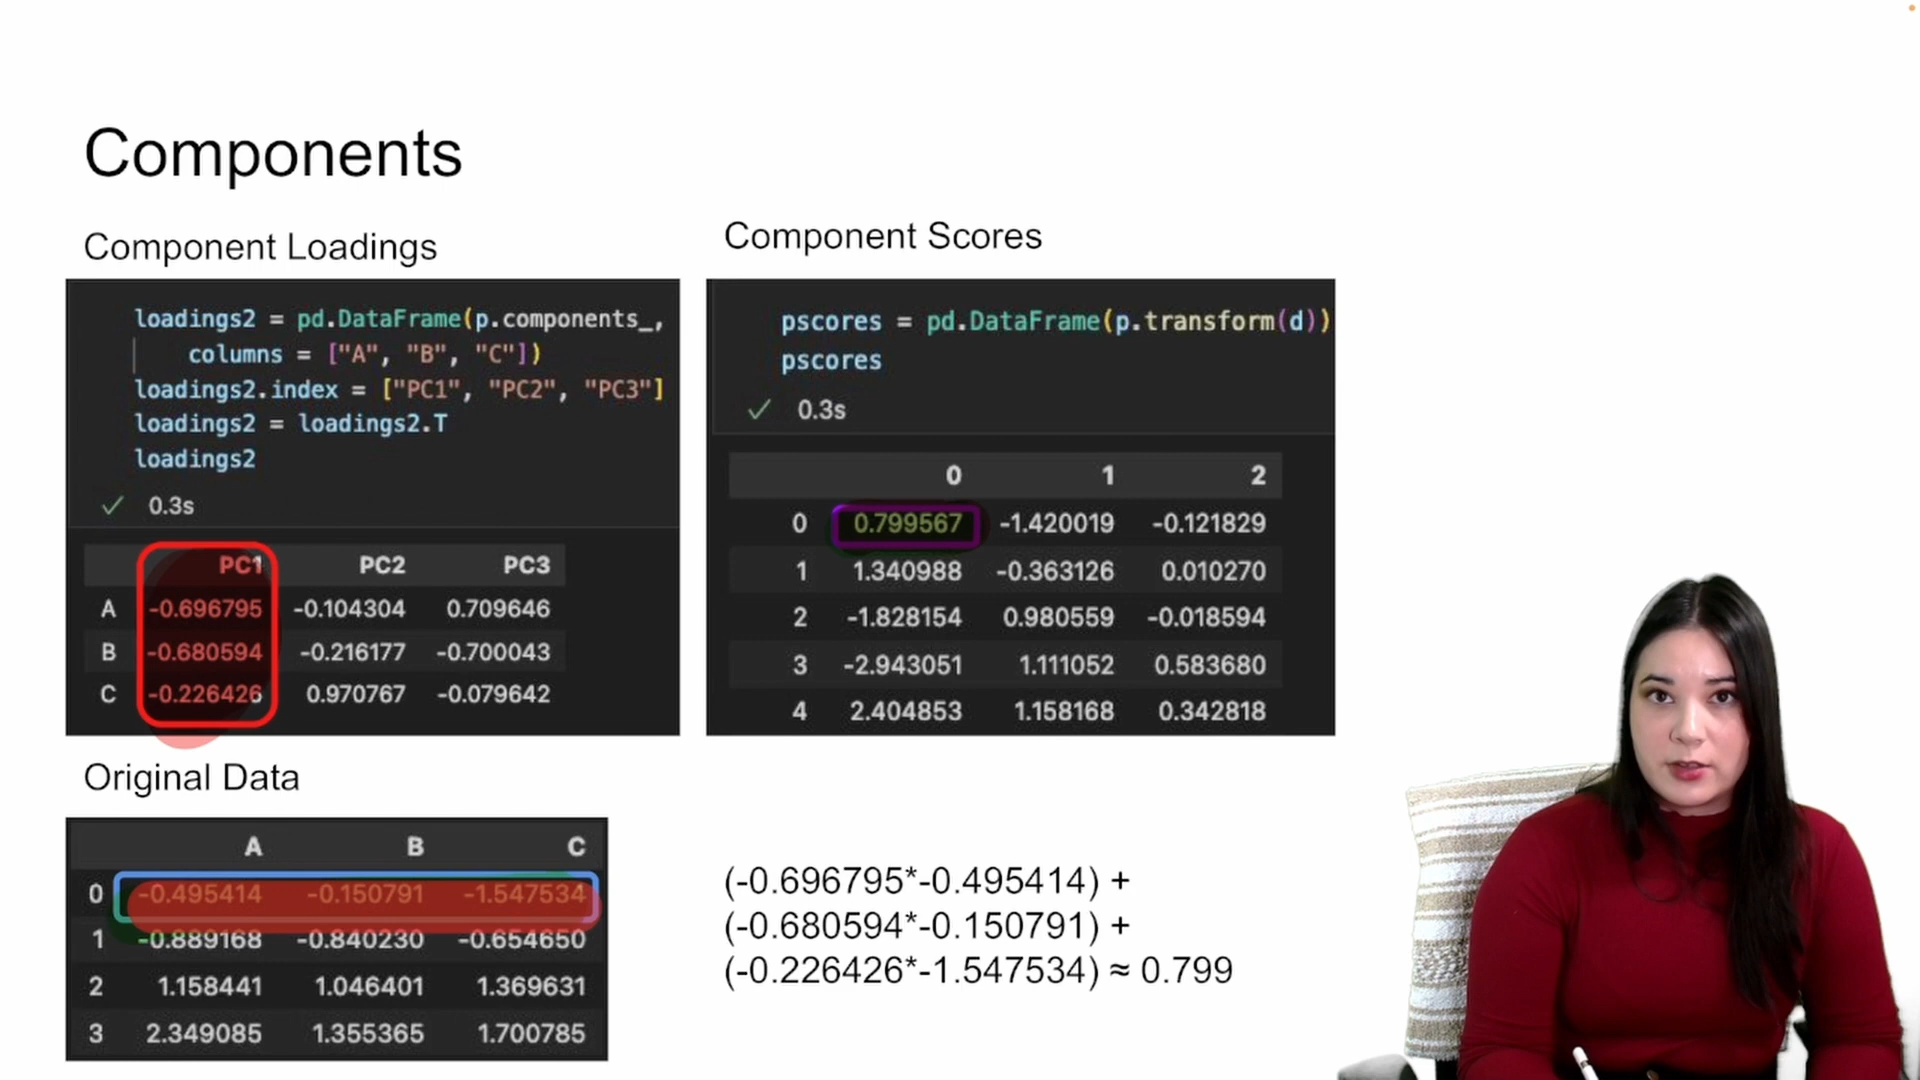 Components
Component Loadings
loadings2 = pd.DataFrame(p.components_,
columns = ["A", "B", "C"])
loadings2.index = ["PC1", "PC2", "PC3"]
loadings2 = loadings2.T
loadings2
✓ 0.3s
PC1 PC2 PC3
A -0.696795 -0.104304 0.709646
B -0.680594 -0.216177 -0.700043
C -0.226426 0.970767 -0.079642
Component Scores
pscores = pd.DataFrame(p.transform(d))
pscores
✓ 0.3s
0 1 2
0 0.799567 -1.420019 -0.121829
1 1.340988 -0.363126 0.010270
2 -1.828154 0.980559 -0.018594
3 -2.943051 1.111052 0.583680
4 2.404853 1.158168 0.342818
Original Data
A B C
0 -0.495414 -0.150791 -1.547534
1 -0.889168 -0.840230 -0.654650
2 1.158441 1.046401 1.369631
3 2.349085 1.355365 1.700785
(-0.696795*-0.495414) +
(-0.680594*-0.150791) +
(-0.226426*-1.547534) ≈ 0.799